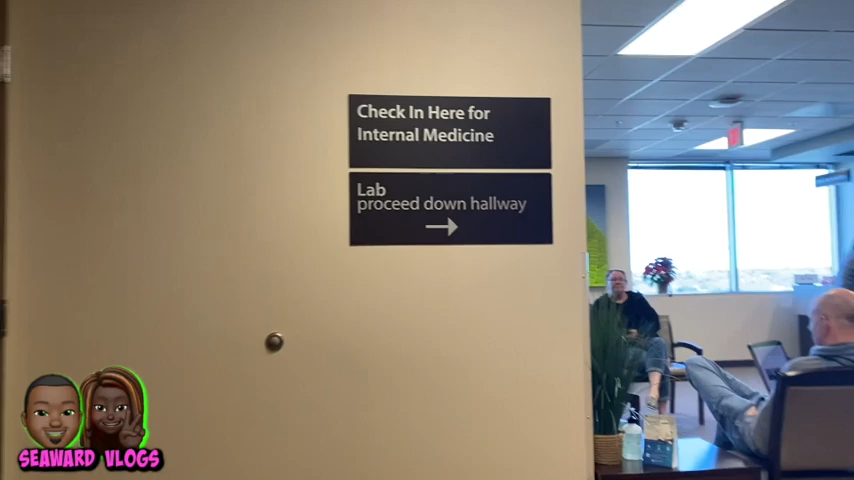 Check In Here for
Internal Medicine
Lab
proceed down hallway
SEAWARD VLOGS